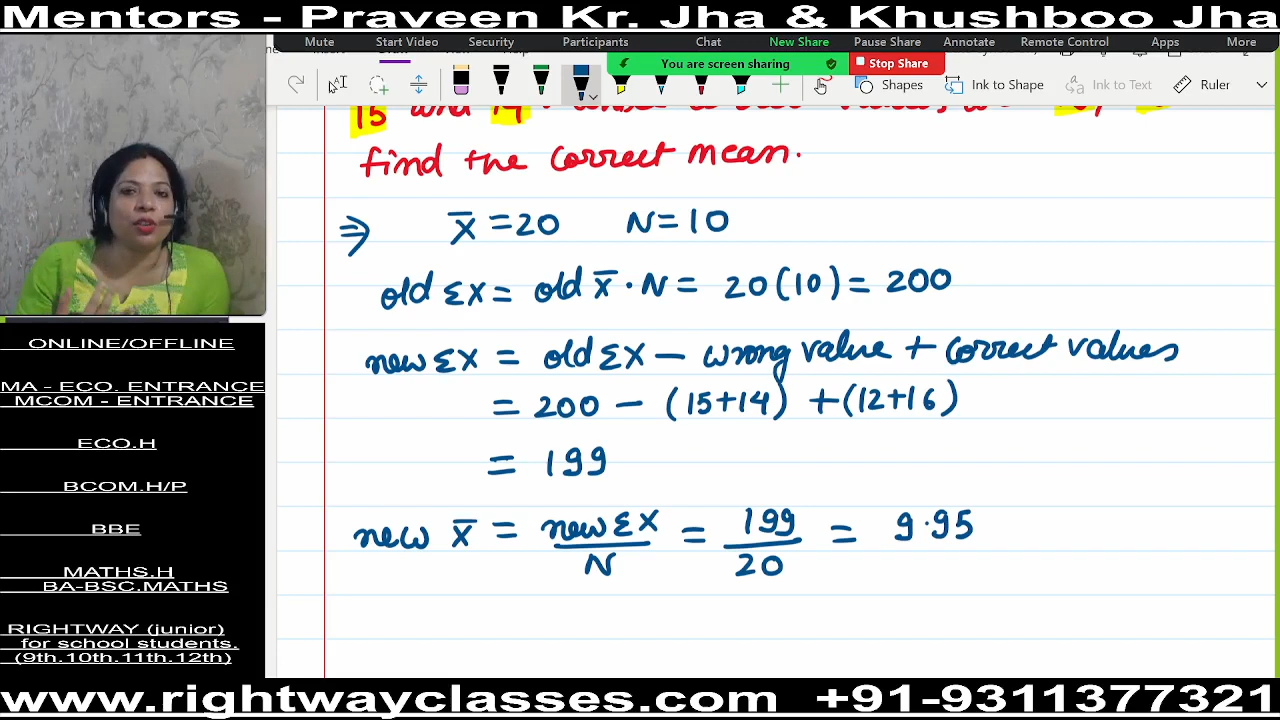 Mentors - Praveen Kr. Jha & Khushboo Jha
Mute Start Video Security Participants Chat New Share Pause Share Annotate Remote Control Apps More
You are screen sharing Stop Share
Shapes Ink to Shape Ink to Text Ruler
15 and 14
find the correct mean.
⇒ x̄ = 20 N = 10
old Σx = old x̄ · N = 20(10) = 200
new Σx = old Σx − wrong value + correct values
= 200 − (15+14) + (12+16)
= 199
new x̄ = new Σx / N = 199 / 20 = 9.95
ONLINE/OFFLINE
MA - ECO. ENTRANCE
MCOM - ENTRANCE
ECO.H
BCOM.H/P
BBE
MATHS.H
BA-BSC.MATHS
RIGHTWAY (junior)
for school students.
(9th.10th.11th.12th)
www.rightwayclasses.com +91-9311377321